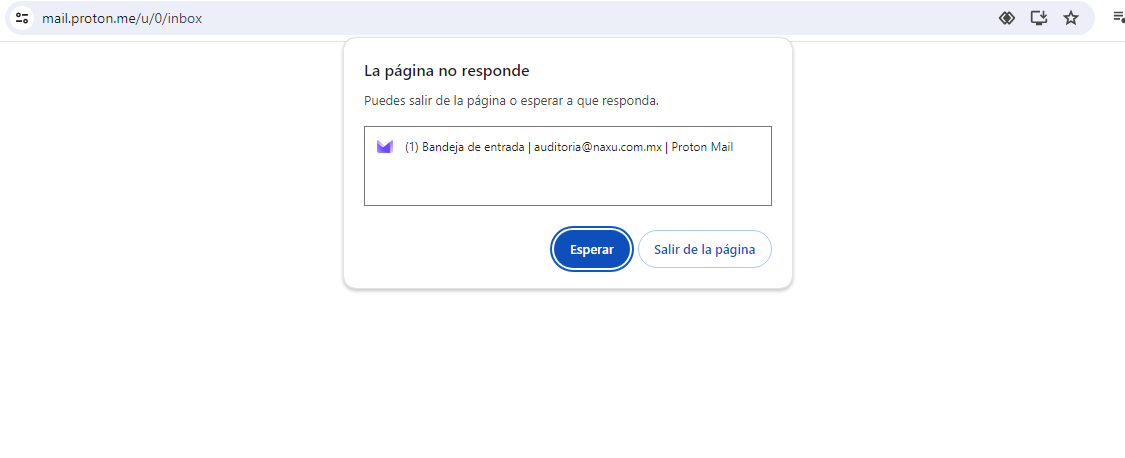 mail.proton.me/u/0/inbox
La página no responde
Puedes salir de la página o esperar a que responda.
(1) Bandeja de entrada | auditoria@naxu.com.mx | Proton Mail
Esperar
Salir de la página